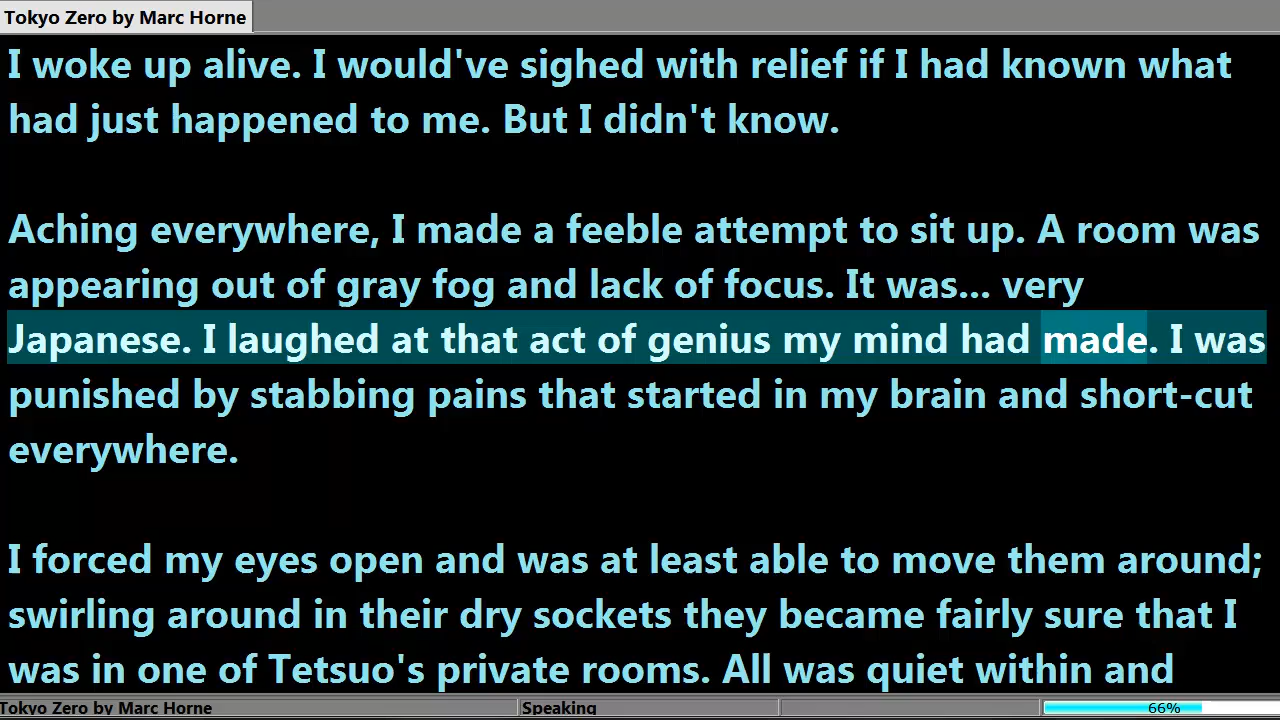 Tokyo Zero by Marc Horne
I woke up alive. I would've sighed with relief if I had known what
had just happened to me. But I didn't know.
Aching everywhere, I made a feeble attempt to sit up. A room was
appearing out of gray fog and lack of focus. It was... very
Japanese. I laughed at that act of genius my mind had made. I was
punished by stabbing pains that started in my brain and short-cut
everywhere.
I forced my eyes open and was at least able to move them around;
swirling around in their dry sockets they became fairly sure that I
was in one of Tetsuo's private rooms. All was quiet within and
Tokyo Zero by Marc Horne Speaking 66%